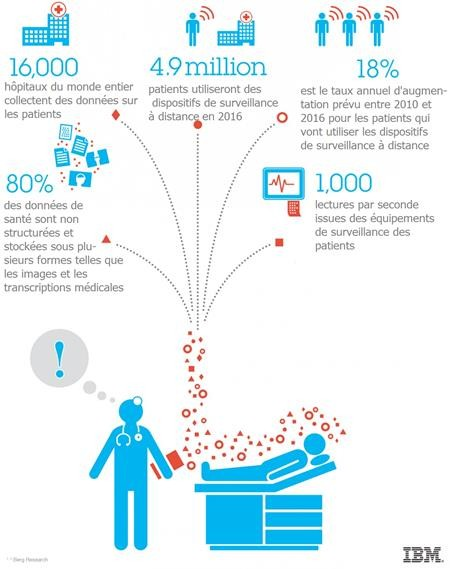 16,000
hôpitaux du monde entier
collectent des données sur
les patients
4.9 million
patients utiliseront des
dispositifs de surveillance
à distance en 2016
18%
est le taux annuel d'augmen-
tation prévu entre 2010 et
2016 pour les patients qui
vont utiliser les dispositifs
de surveillance à distance
80%
des données de
santé sont non
structurées et
stockées sous plu-
sieurs formes telles que
les images et les
transcriptions médicales
1,000
lectures par seconde
issues des équipements
de surveillance des
patients
!
Berg Research
IBM.